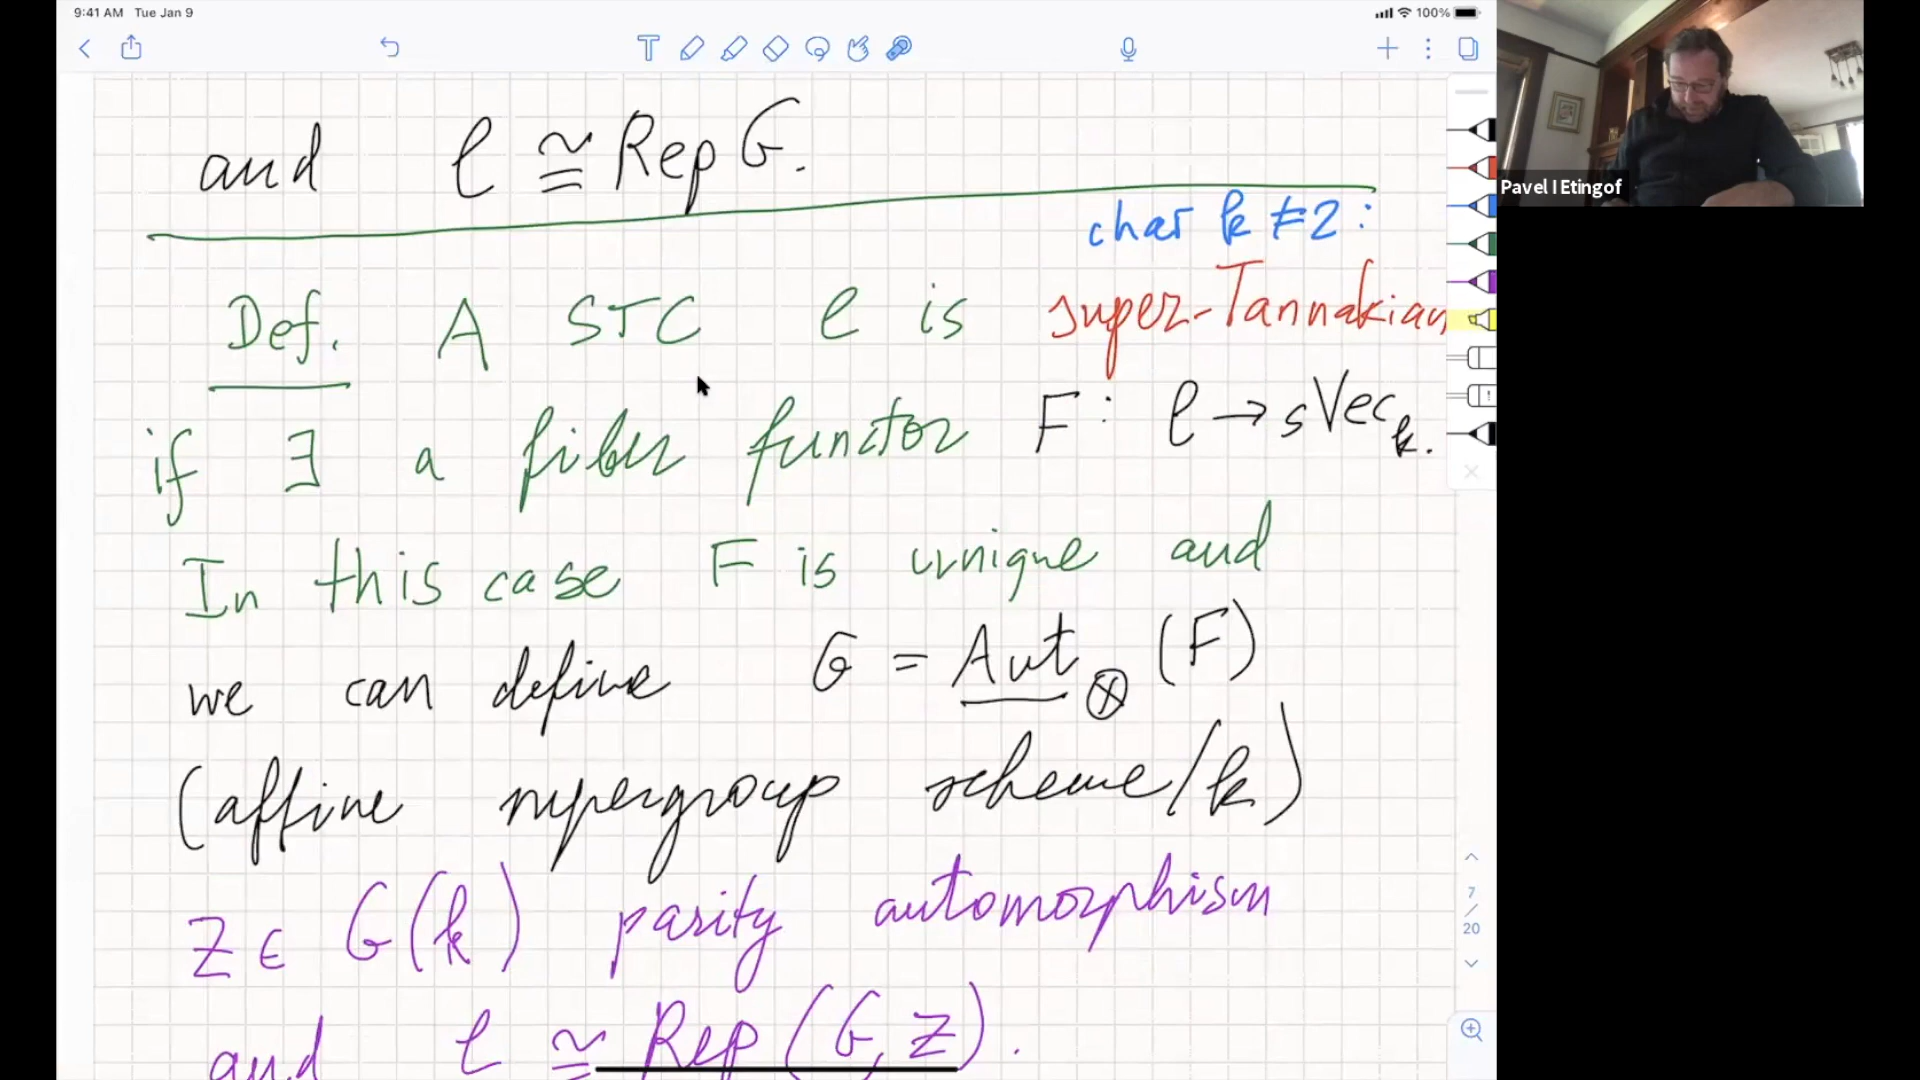 9:41 AM Tue Jan 9
100%
and 𝒞 ≅ Rep G.
char k ≠ 2:
Def. A STC 𝒞 is super-Tannakian
if ∃ a fiber functor F: 𝒞 → sVec_k.
In this case F is unique and
we can define G = Aut_⊗ (F)
(affine supergroup scheme/k)
z ∈ G(k) parity automorphism
and 𝒞 ≅ Rep(G, z).
7
/
20
Pavel I Etingof